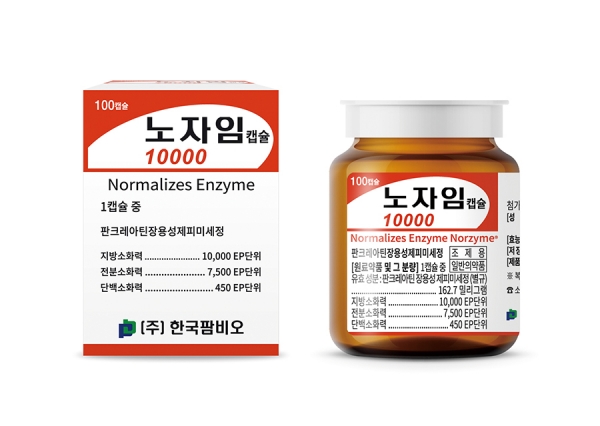 100캡슐
노자임캡슐
10000
Normalizes Enzyme
1캡슐 중
판크레아틴장용성제피미세정
지방소화력 ........................ 10,000 EP단위
전분소화력 ........................ 7,500 EP단위
단백소화력 ........................ 450 EP단위
(주) 한국팜비오
100캡슐
노자임캡슐
10000
Normalizes Enzyme Norzyme®
판크레아틴장용성제피미세정 조제용
[원료약품 및 그 분량] 1캡슐 중 일반의약품
유효 성분 : 판크레아틴 장용성 제피미세정 (별규)
........................ 162.7 밀리그램
지방소화력 ........................ 10,000 EP단위
전분소화력 ........................ 7,500 EP단위
단백소화력 ........................ 450 EP단위
첨가
[성
[효능
[저장
[제품